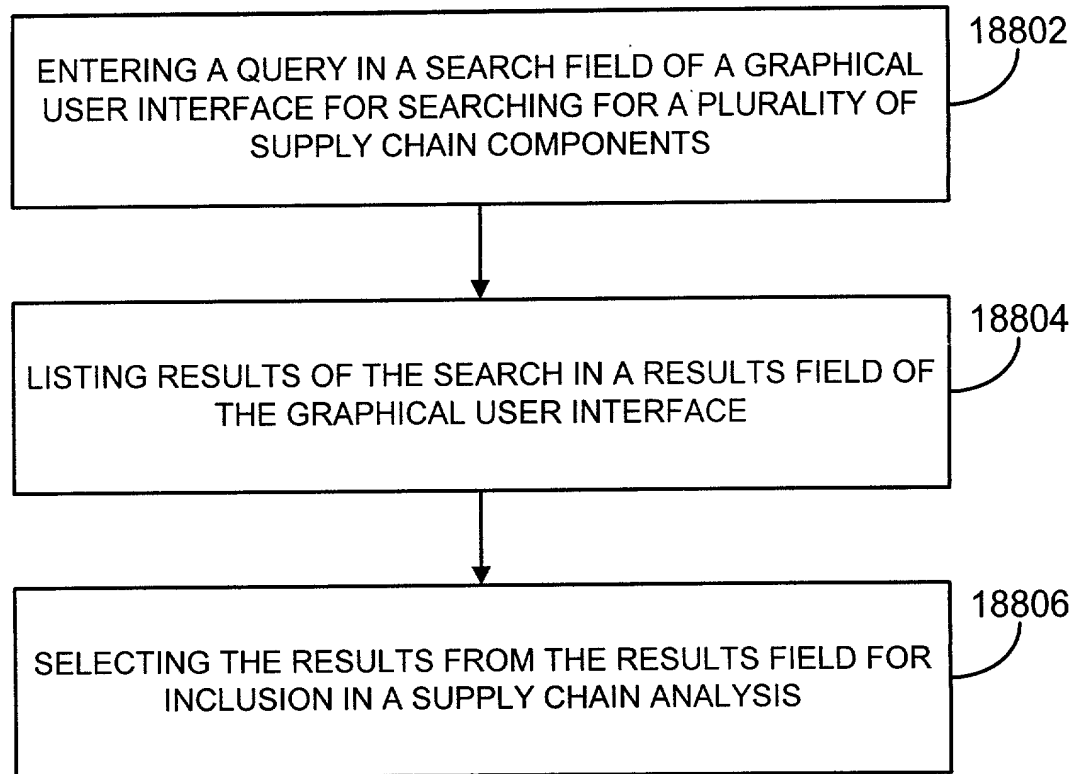 18802
ENTERING A QUERY IN A SEARCH FIELD OF A GRAPHICAL
USER INTERFACE FOR SEARCHING FOR A PLURALITY OF
SUPPLY CHAIN COMPONENTS
18804
LISTING RESULTS OF THE SEARCH IN A RESULTS FIELD OF
THE GRAPHICAL USER INTERFACE
18806
SELECTING THE RESULTS FROM THE RESULTS FIELD FOR
INCLUSION IN A SUPPLY CHAIN ANALYSIS